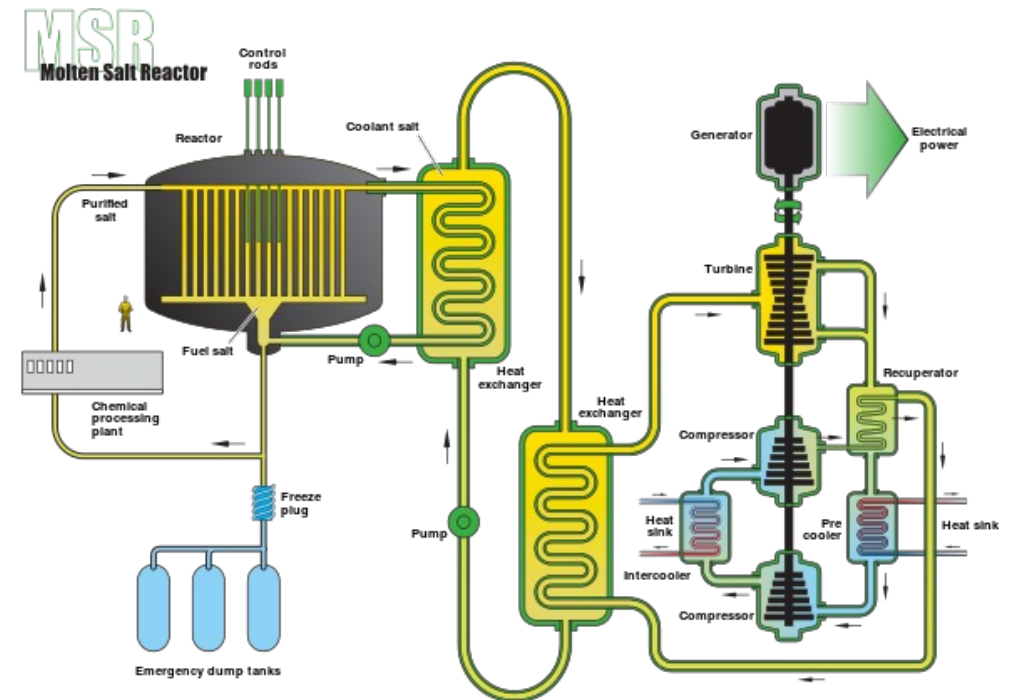 MSR
Molten Salt Reactor
Control
rods
Reactor
Coolant salt
Generator
Electrical
power
Purified
salt
Turbine
Fuel salt
Pump
Heat
exchanger
Recuperator
Chemical
processing
plant
Heat
exchanger
Compressor
Freeze
plug
Pump
Heat
sink
Pre
cooler
Heat sink
Intercooler
Compressor
Emergency dump tanks